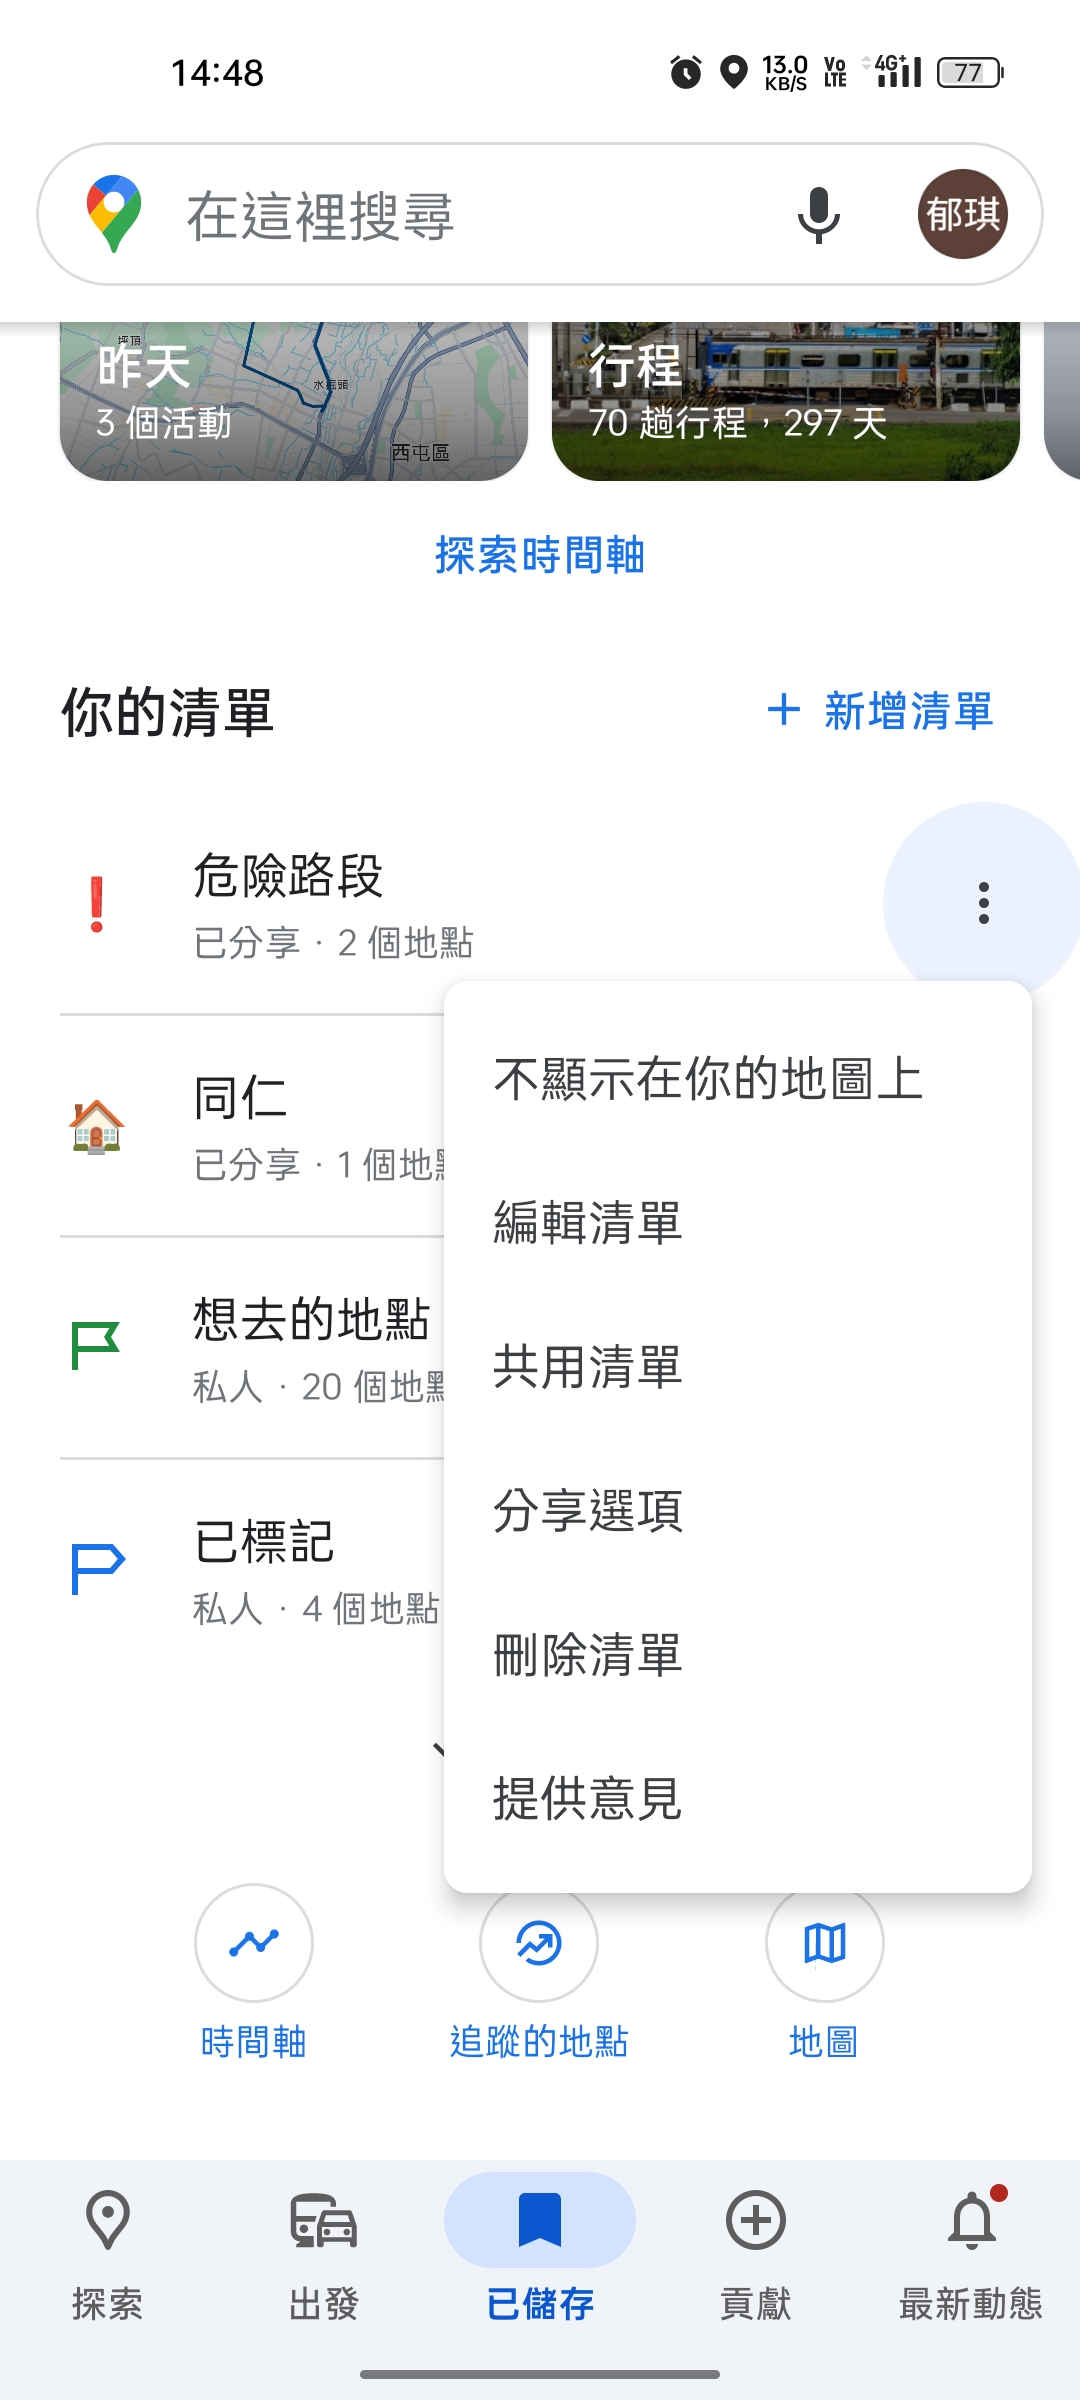 14:48
13.0
KB/S
Vo
LTE
4G+
77
在這裡搜尋
郁琪
坪頂
昨天
水堀頭
3 個活動
西屯區
行程
70 趟行程，297 天
探索時間軸
你的清單
+ 新增清單
危險路段
已分享 · 2 個地點
同仁
已分享 · 1 個地
想去的地點
私人 · 20 個地
已標記
私人 · 4 個地點
不顯示在你的地圖上
編輯清單
共用清單
分享選項
刪除清單
提供意見
時間軸
追蹤的地點
地圖
探索
出發
已儲存
貢獻
最新動態